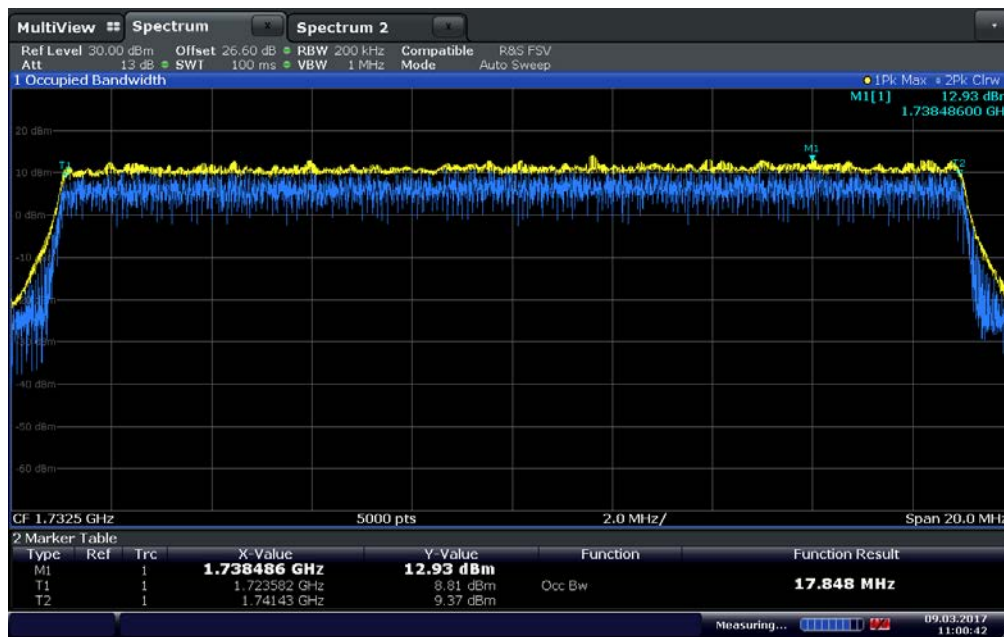 MultiView Spectrum x Spectrum 2 x
Ref Level 30.00 dBm Offset 26.60 dB RBW 200 kHz Compatible R&S FSV
Att 13 dB SWT 100 ms VBW 1 MHz Mode Auto Sweep
1 Occupied Bandwidth 1Pk Max 2Pk Clrw
M1[1] 12.93 dBr
1.73848600 GH
20 dBm
M1
T1 T2
10 dBm
0 dBm
-10
-30 dBm
-40 dBm
-50 dBm
-60 dBm
CF 1.7325 GHz 5000 pts 2.0 MHz/ Span 20.0 MHz
2 Marker Table
Type Ref Trc X-Value Y-Value Function Function Result
M1 1 1.738486 GHz 12.93 dBm
T1 1 1.723582 GHz 8.81 dBm Occ Bw 17.848 MHz
T2 1 1.74143 GHz 9.37 dBm
Measuring... 09.03.2017
11:00:42